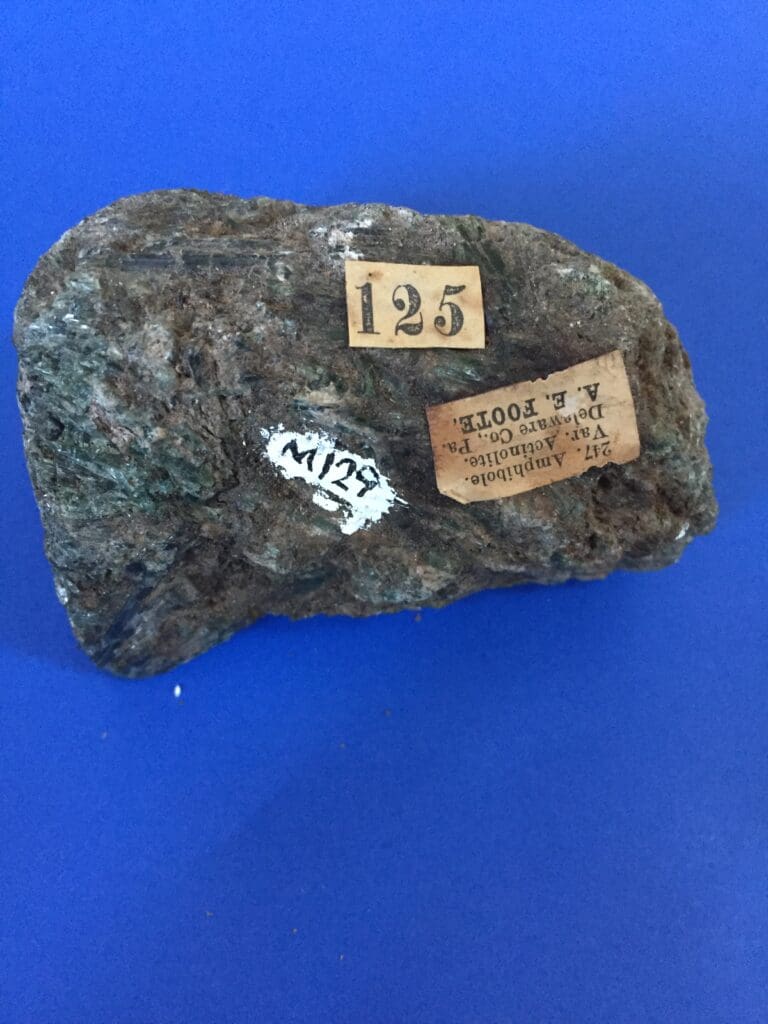 125
247. Amphibole.
Var. Actinolite.
Delaware Co., Pa.
A. E. FOOTE.
M129